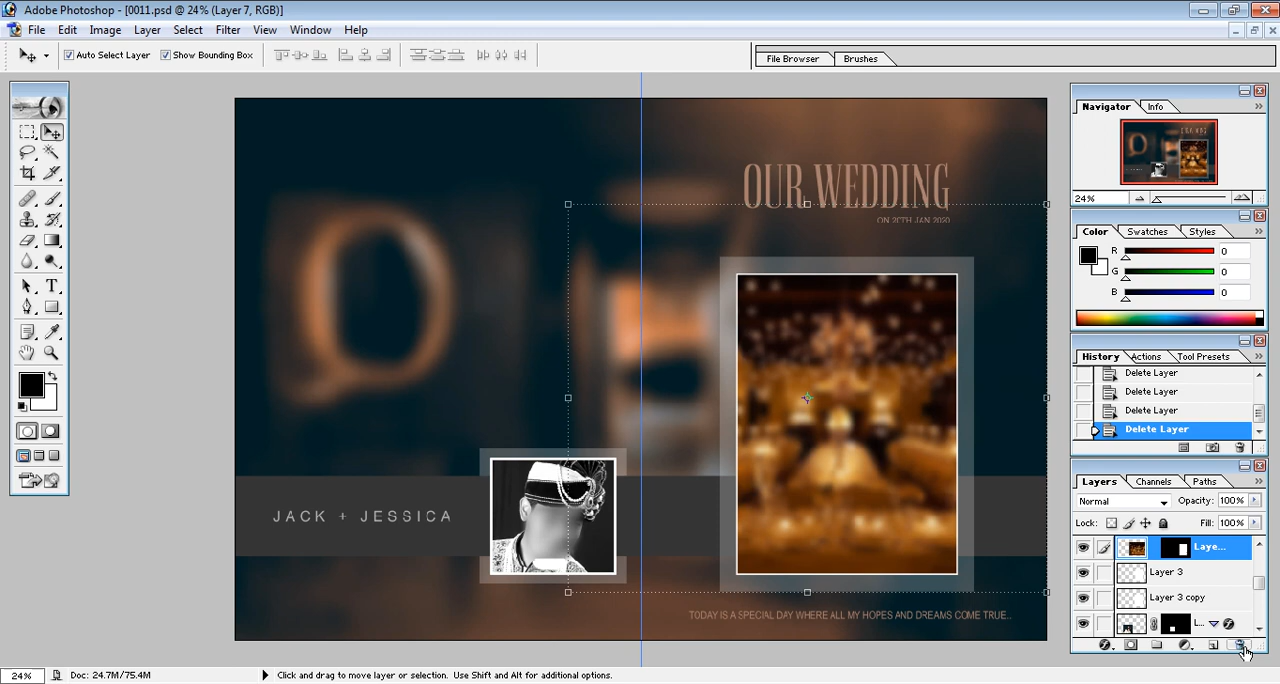 Adobe Photoshop - [0011.psd @ 24% (Layer 7, RGB)]
File Edit Image Layer Select Filter View Window Help
Auto Select Layer Show Bounding Box
File Browser Brushes
Navigator Info
24%
Color Swatches Styles
R 0
G 0
B 0
History Actions Tool Presets
Delete Layer
Delete Layer
Delete Layer
Delete Layer
Layers Channels Paths
Normal Opacity: 100%
Lock: Fill: 100%
Laye...
Layer 3
Layer 3 copy
L...
OUR WEDDING
ON 20TH JAN 2020
JACK + JESSICA
TODAY IS A SPECIAL DAY WHERE ALL MY HOPES AND DREAMS COME TRUE..
24% Doc: 24.7M/75.4M Click and drag to move layer or selection. Use Shift and Alt for additional options.